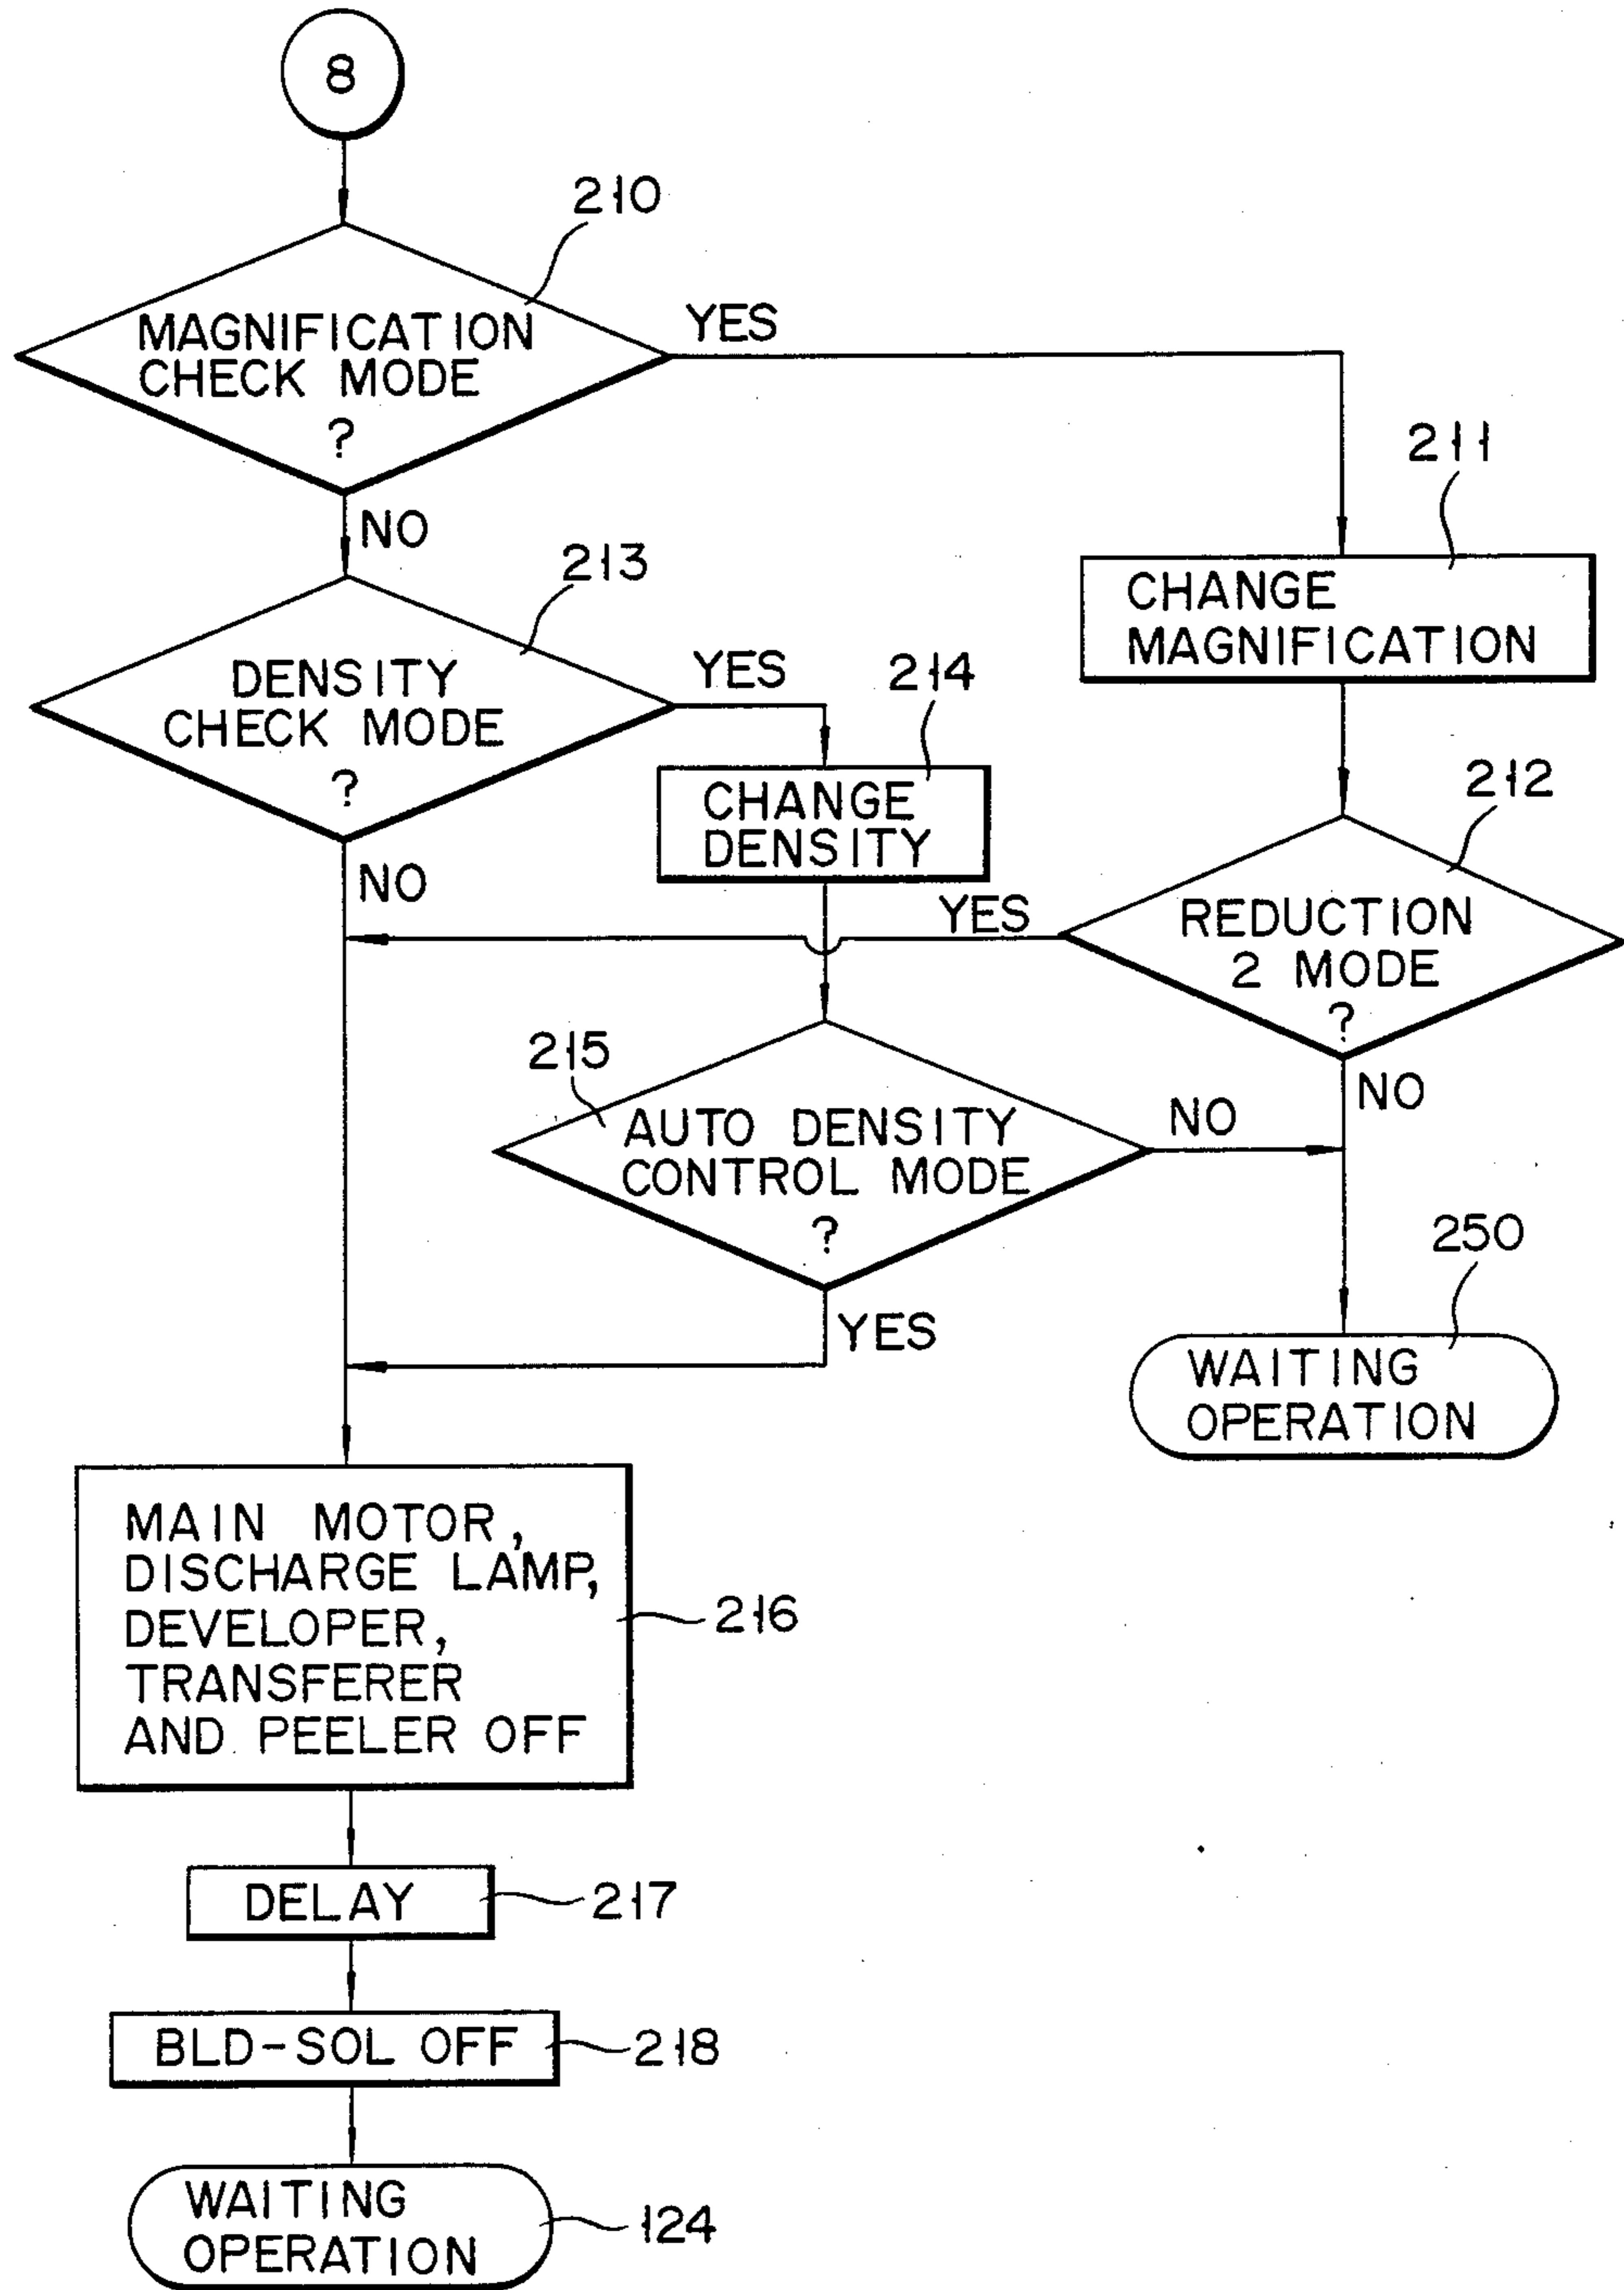 8
210
MAGNIFICATION
CHECK MODE
?
YES
NO
211
CHANGE
MAGNIFICATION
213
DENSITY
CHECK MODE
?
YES
NO
214
CHANGE
DENSITY
212
REDUCTION
2 MODE
?
YES
NO
215
AUTO DENSITY
CONTROL MODE
?
NO
YES
250
WAITING
OPERATION
MAIN MOTOR,
DISCHARGE LAMP,
DEVELOPER,
TRANSFERER
AND PEELER OFF
216
DELAY
217
BLD-SOL OFF
218
WAITING
OPERATION
124